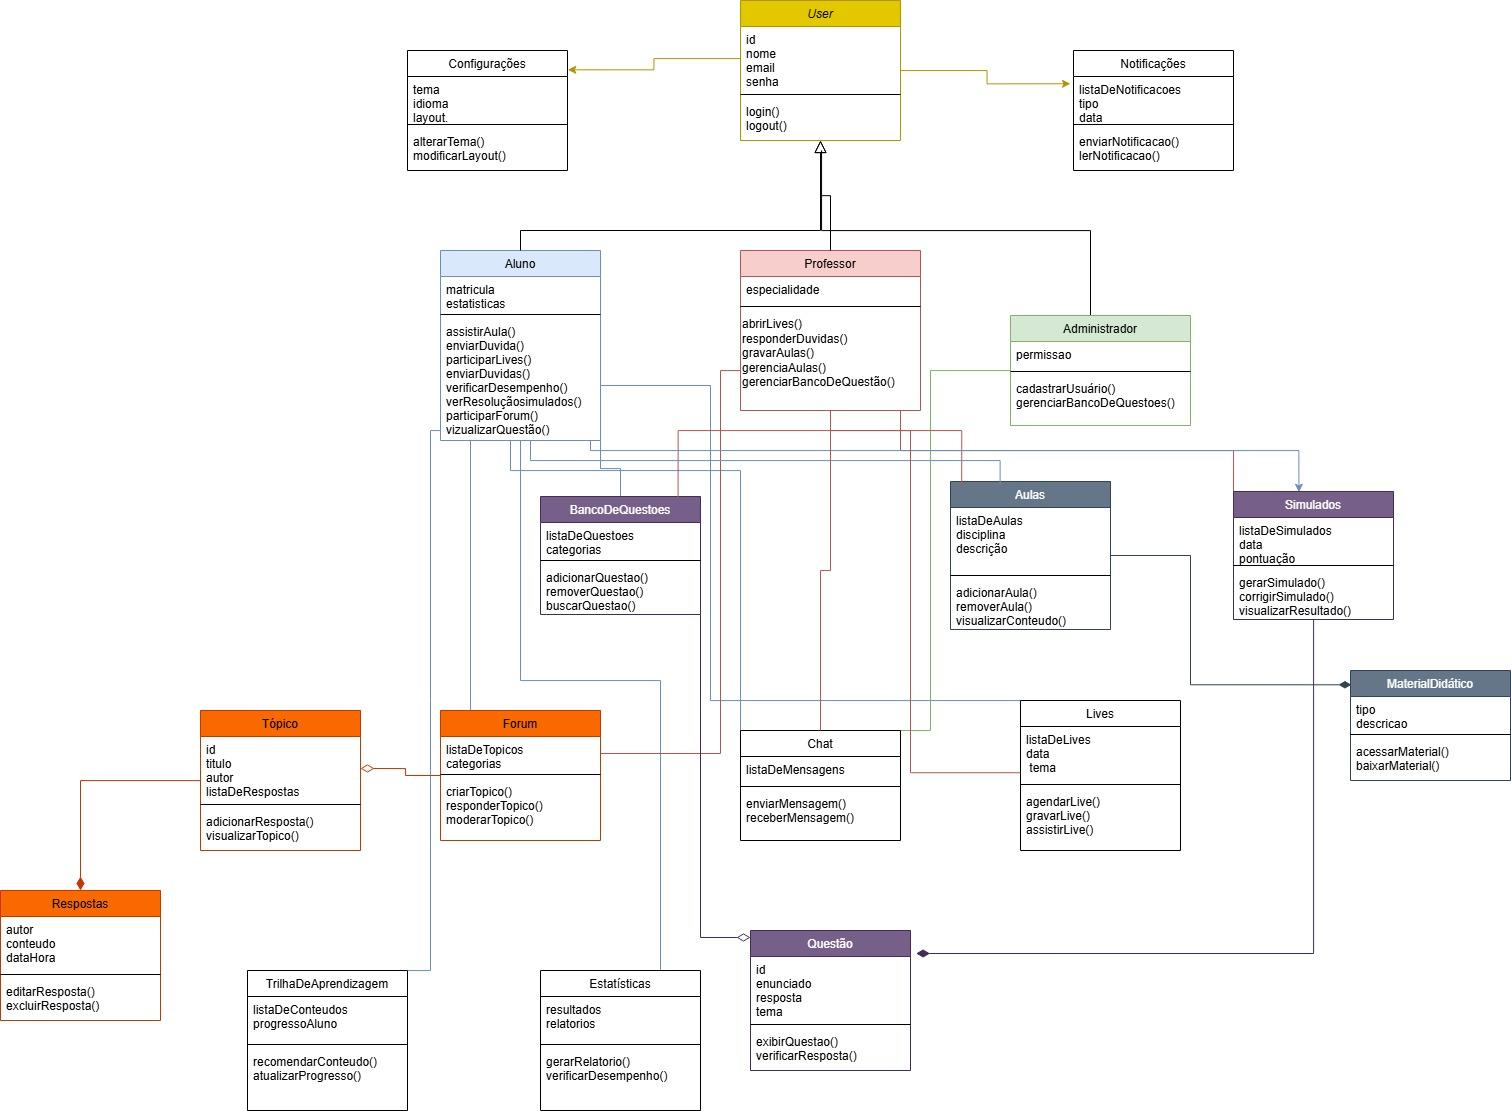 User
id
nome
email
senha
login()
logout()
Configurações
tema
idioma
layout.
alterarTema()
modificarLayout()
Notificações
listaDeNotificacoes
tipo
data
enviarNotificacao()
lerNotificacao()
Aluno
matricula
estatisticas
assistirAula()
enviarDuvida()
participarLives()
enviarDuvidas()
verificarDesempenho()
verResoluçãosimulados()
participarForum()
vizualizarQuestão()
Professor
especialidade
abrirLives()
responderDuvidas()
gravarAulas()
gerenciaAulas()
gerenciarBancoDeQuestão()
Administrador
permissao
cadastrarUsuário()
gerenciarBancoDeQuestoes()
BancoDeQuestoes
listaDeQuestoes
categorias
adicionarQuestao()
removerQuestao()
buscarQuestao()
Aulas
listaDeAulas
disciplina
descrição
adicionarAula()
removerAula()
visualizarConteudo()
Simulados
listaDeSimulados
data
pontuação
gerarSimulado()
corrigirSimulado()
visualizarResultado()
MaterialDidático
tipo
descricao
acessarMaterial()
baixarMaterial()
Tópico
id
titulo
autor
listaDeRespostas
adicionarResposta()
visualizarTopico()
Forum
listaDeTopicos
categorias
criarTopico()
responderTopico()
moderarTopico()
Chat
listaDeMensagens
enviarMensagem()
receberMensagem()
Lives
listaDeLives
data
tema
agendarLive()
gravarLive()
assistirLive()
Respostas
autor
conteudo
dataHora
editarResposta()
excluirResposta()
TrilhaDeAprendizagem
listaDeConteudos
progressoAluno
recomendarConteudo()
atualizarProgresso()
Estatísticas
resultados
relatorios
gerarRelatorio()
verificarDesempenho()
Questão
id
enunciado
resposta
tema
exibirQuestao()
verificarResposta()